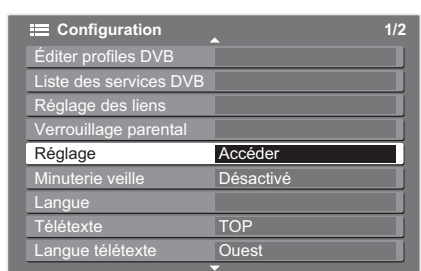 Configuration 1/2
Éditer profiles DVB
Liste des services DVB
Réglage des liens
Verrouillage parental
Réglage Accéder
Minuterie veille Désactivé
Langue
Télétexte TOP
Langue télétexte Ouest